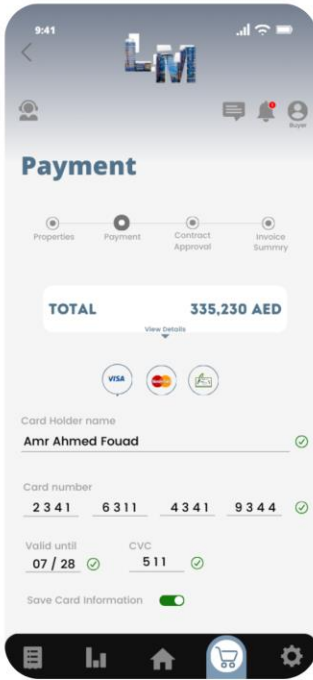 9:41
LM
Buyer
Payment
Properties Payment Contract Approval Invoice Summry
TOTAL 335,230 AED
View Details
VISA
Card Holder name
Amr Ahmed Fouad
Card number
2341 6311 4341 9344
Valid until CVC
07 / 28 511
Save Card Information